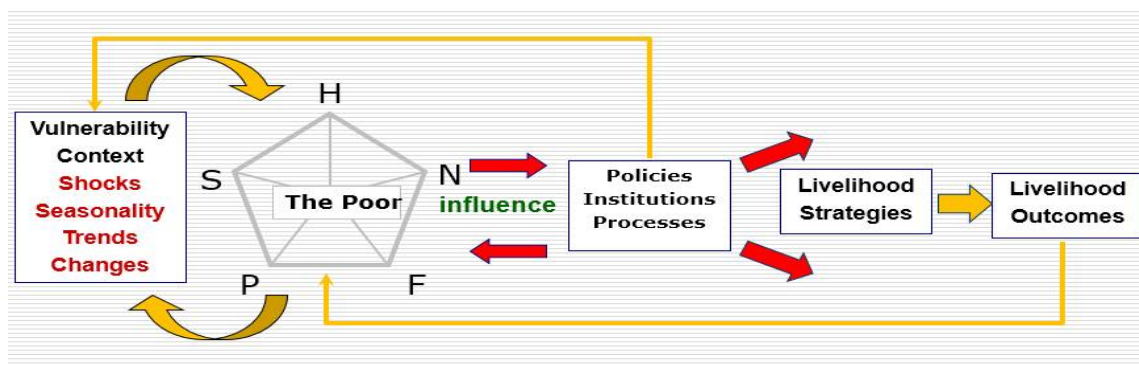 Vulnerability
Context
Shocks
Seasonality
Trends
Changes
H
S
N
The Poor
P
F
influence
Policies
Institutions
Processes
Livelihood
Strategies
Livelihood
Outcomes